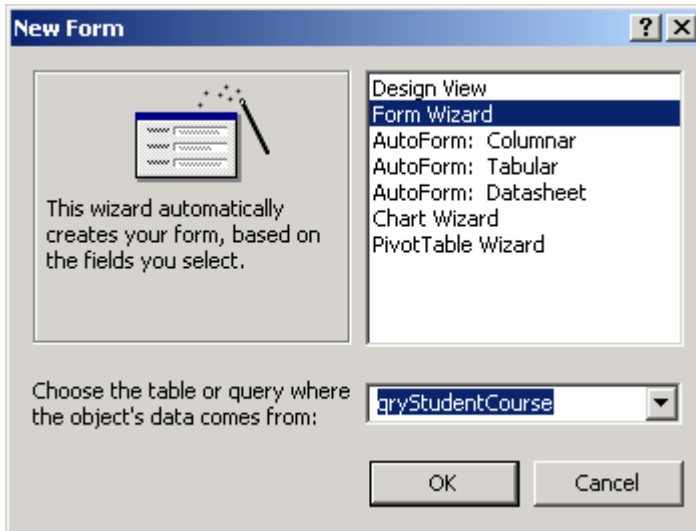 New Form
Design View
Form Wizard
AutoForm: Columnar
AutoForm: Tabular
AutoForm: Datasheet
Chart Wizard
PivotTable Wizard
This wizard automatically
creates your form, based on
the fields you select.
Choose the table or query where
the object's data comes from:
qryStudentCourse
OK
Cancel